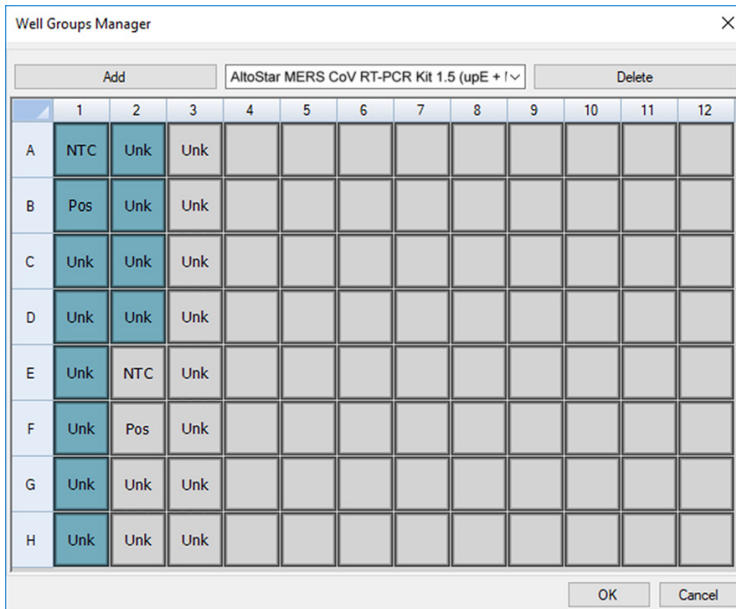 Well Groups Manager
Add AltoStar MERS CoV RT-PCR Kit 1.5 (upE + Delete
1 2 3 4 5 6 7 8 9 10 11 12
A NTC Unk Unk
B Pos Unk Unk
C Unk Unk Unk
D Unk Unk Unk
E Unk NTC Unk
F Unk Pos Unk
G Unk Unk Unk
H Unk Unk Unk
OK Cancel